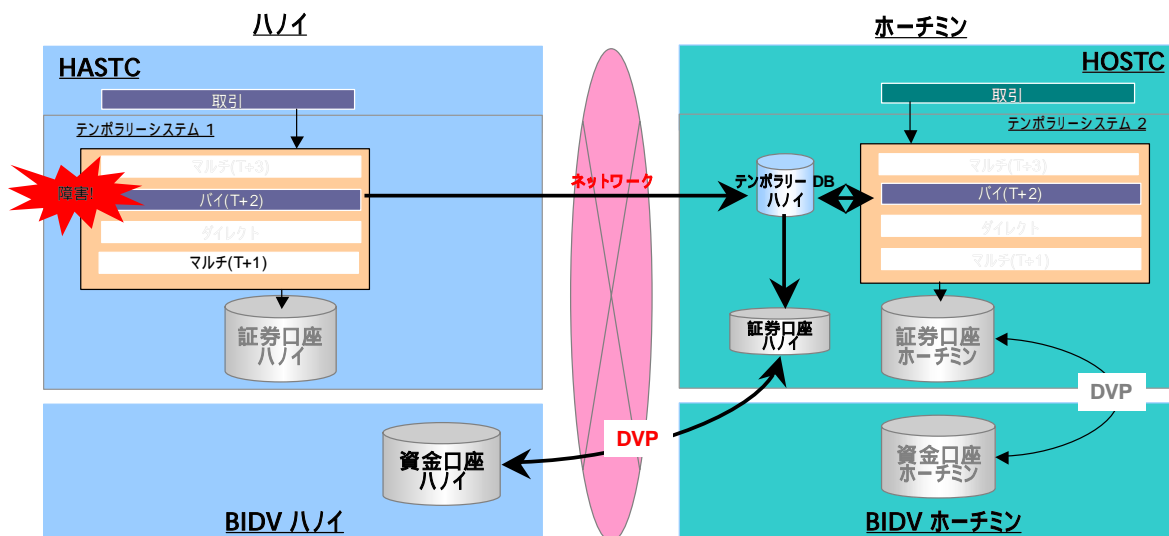 ハノイ
ホーチミン
HASTC
HOSTC
取引
取引
テンポラリーシステム 1
テンポラリーシステム 2
マルチ(T+3)
バイ(T+2)
ダイレクト
マルチ(T+1)
障害!
ネットワーク
テンポラリー DB
ハノイ
マルチ(T+3)
バイ(T+2)
ダイレクト
マルチ(T+1)
証券口座
ハノイ
証券口座
ハノイ
証券口座
ホーチミン
DVP
DVP
資金口座
ハノイ
資金口座
ホーチミン
BIDV ハノイ
BIDV ホーチミン